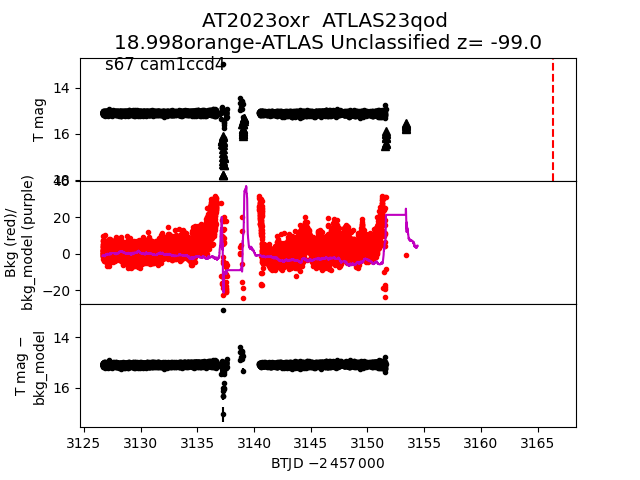 AT2023oxr  ATLAS23qod
18.998orange-ATLAS Unclassified z= -99.0
s67 cam1ccd4
T mag
14
16
18
Bkg (red)/
bkg_model (purple)
40
20
0
−20
T mag −
bkg_model
14
16
3125 3130 3135 3140 3145 3150 3155 3160 3165
BTJD −2 457 000